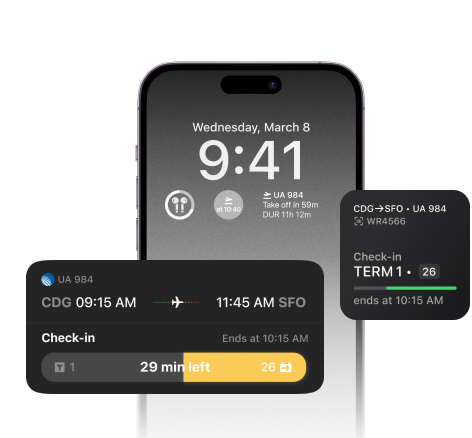 Wednesday, March 8
9:41
at 10:40
UA 984
Take off in 59m
DUR 11h 12m
CDG→SFO • UA 984
WR4566
Check-in
TERM 1 • 26
ends at 10:15 AM
UA 984
CDG 09:15 AM 11:45 AM SFO
Check-in Ends at 10:15 AM
T 1 29 min left 26